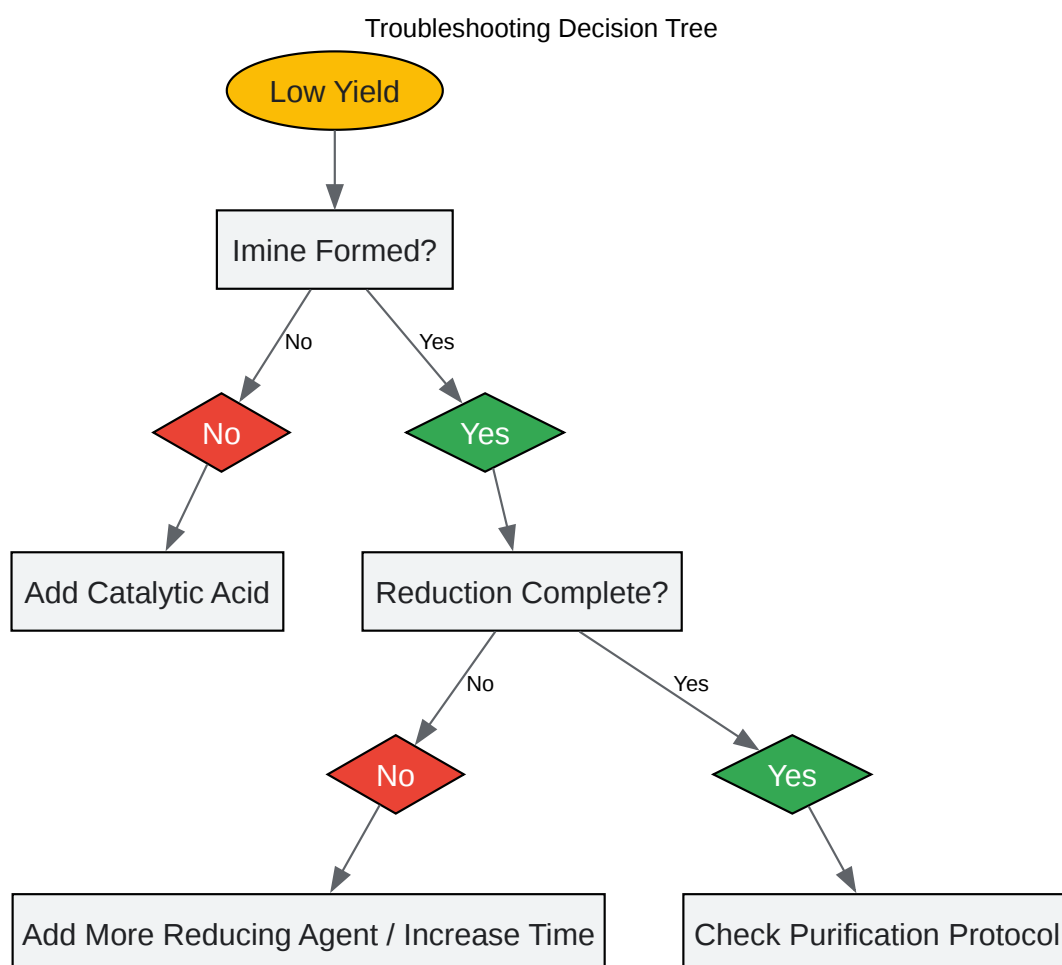 Troubleshooting Decision Tree
Low Yield
Imine Formed?
No
Yes
No
Yes
Add Catalytic Acid
Reduction Complete?
No
Yes
No
Yes
Add More Reducing Agent / Increase Time
Check Purification Protocol